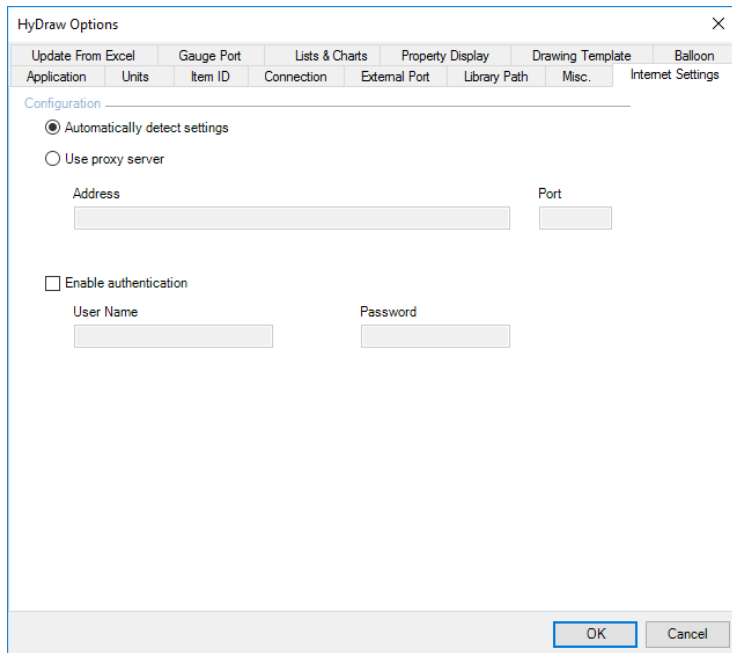 HyDraw Options
Update From Excel Gauge Port Lists & Charts Property Display Drawing Template Balloon
Application Units Item ID Connection External Port Library Path Misc. Internet Settings
Configuration
Automatically detect settings
Use proxy server
Address Port
Enable authentication
User Name Password
OK Cancel